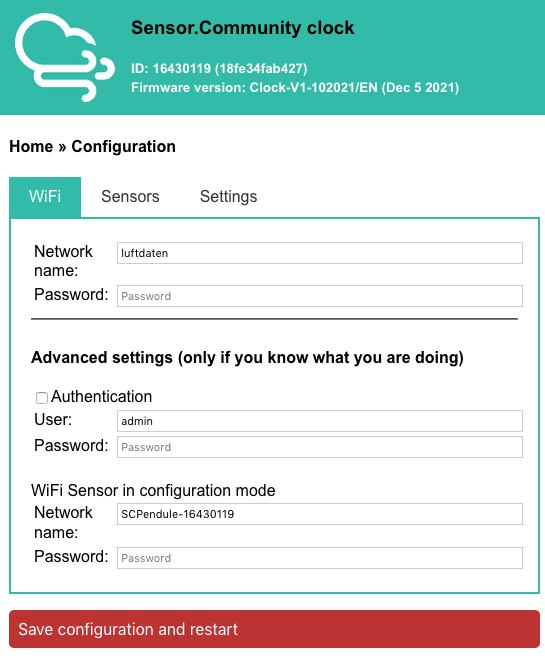 Sensor.Community clock
ID: 16430119 (18fe34fab427)
Firmware version: Clock-V1-102021/EN (Dec 5 2021)
Home » Configuration
WiFi Sensors Settings
Network name: luftdaten
Password: Password
Advanced settings (only if you know what you are doing)
Authentication
User: admin
Password: Password
WiFi Sensor in configuration mode
Network name: SCPendule-16430119
Password: Password
Save configuration and restart